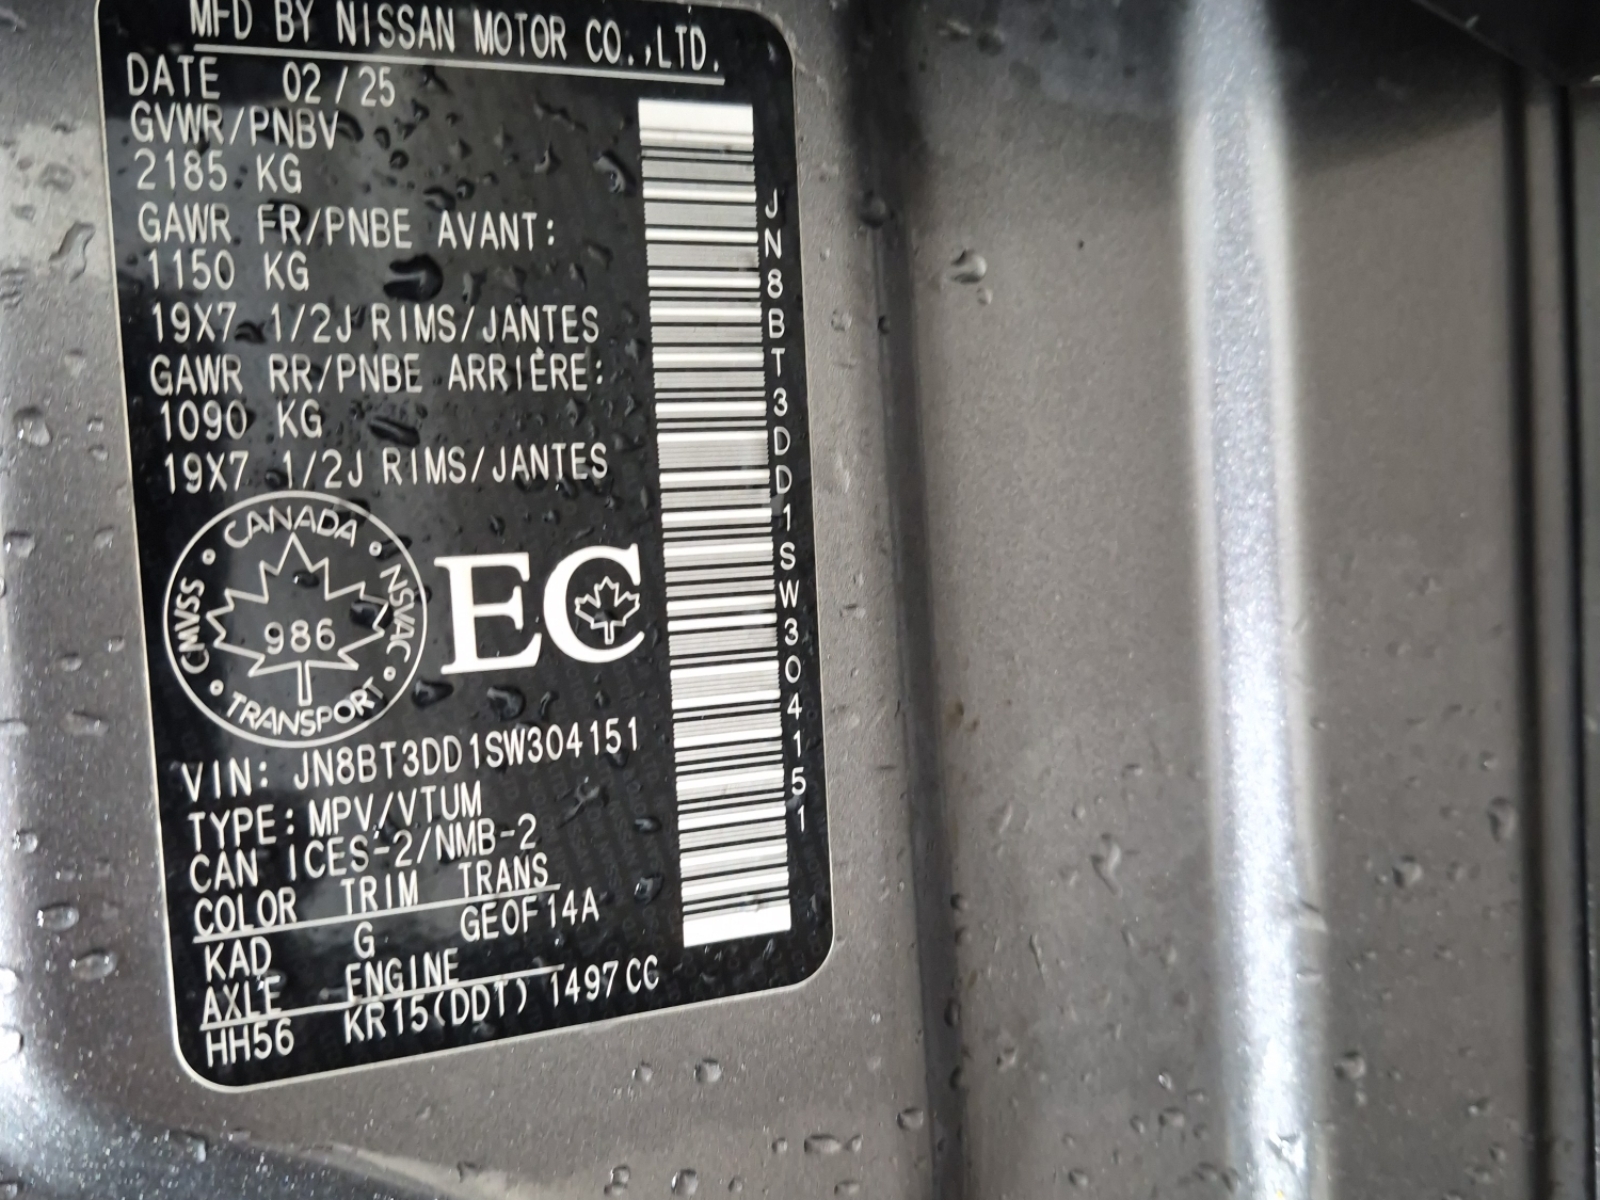 MFD BY NISSAN MOTOR CO.,LTD.
DATE 02/25
GVWR/PNBV
2185 KG
GAWR FR/PNBE AVANT:
1150 KG
19X7 1/2J RIMS/JANTES
GAWR RR/PNBE ARRIÈRE:
1090 KG
19X7 1/2J RIMS/JANTES
CANADA
CMVSS
NSVAC
986
TRANSPORT
EC
VIN: JN8BT3DD1SW304151
TYPE: MPV/VTUM
CAN ICES-2/NMB-2
COLOR TRIM TRANS
KAD G GE0F14A
AXLE ENGINE
HH56 KR15(DDT) 1497CC
JN8BT3DD1SW304151